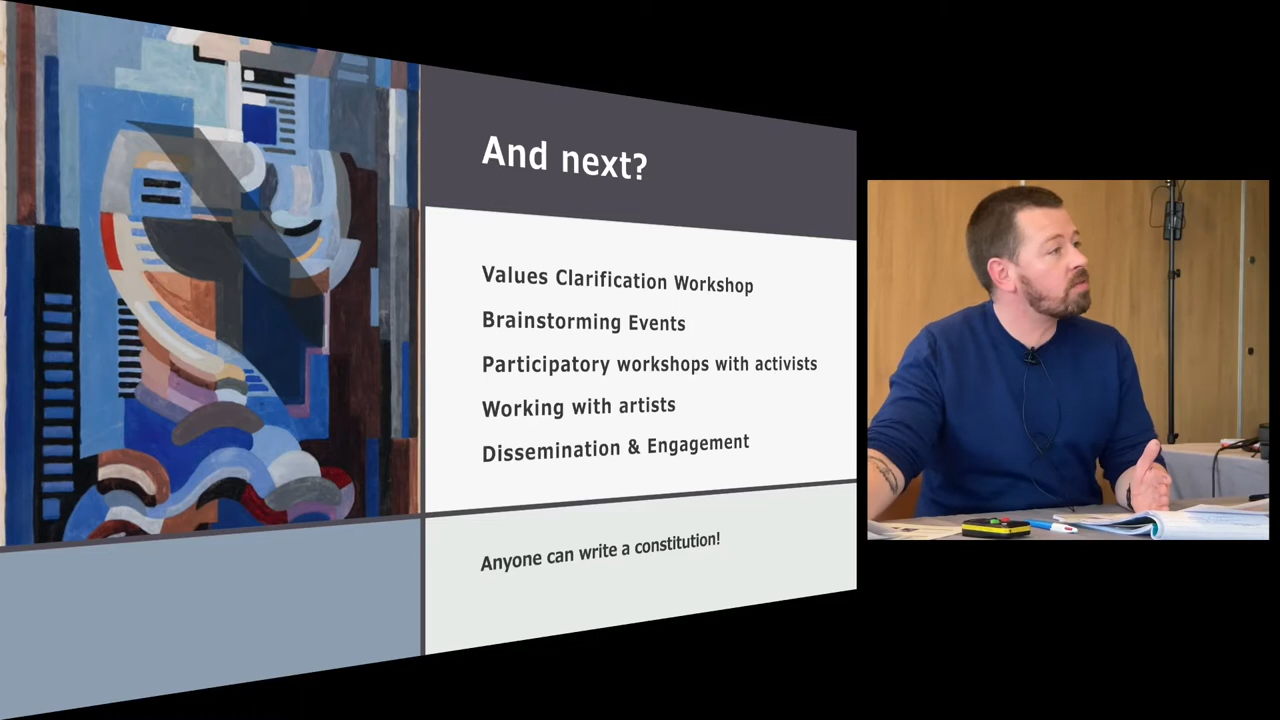 And next?
Values Clarification Workshop
Brainstorming Events
Participatory workshops with activists
Working with artists
Dissemination & Engagement
Anyone can write a constitution!